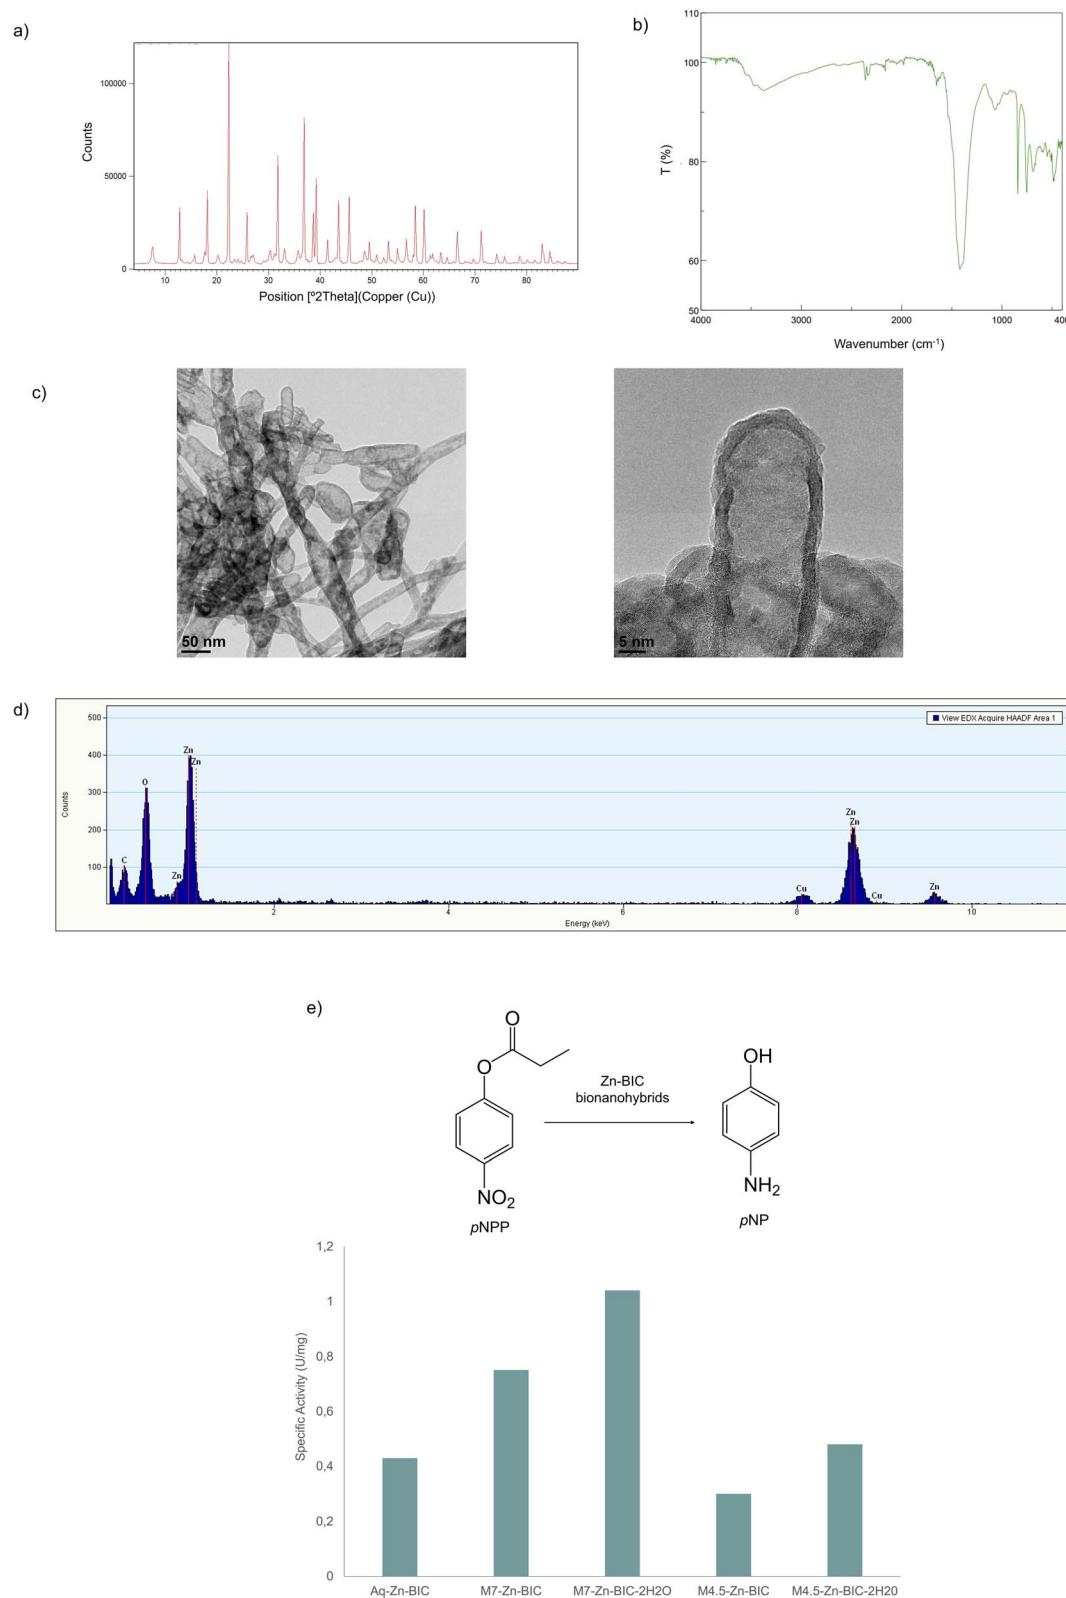 a)
Counts
100000
50000
0
10
20
30
40
50
60
70
80
Position [º2Theta](Copper (Cu))
b)
T (%)
110
100
80
60
50
4000
3000
2000
1000
400
Wavenumber (cm-1)
c)
50 nm
5 nm
d)
Counts
500
400
300
200
100
View EDX Acquire HAADF Area 1
C
O
Zn
Zn
Zn
Cu
Zn
Zn
Cu
Zn
2
4
6
8
10
Energy (keV)
e)
O
O
NO2
pNPP
Zn-BIC
bionanohybrids
OH
NH2
pNP
Specific Activity (U/mg)
1,2
1
0,8
0,6
0,4
0,2
0
Aq-Zn-BIC
M7-Zn-BIC
M7-Zn-BIC-2H2O
M4.5-Zn-BIC
M4.5-Zn-BIC-2H20